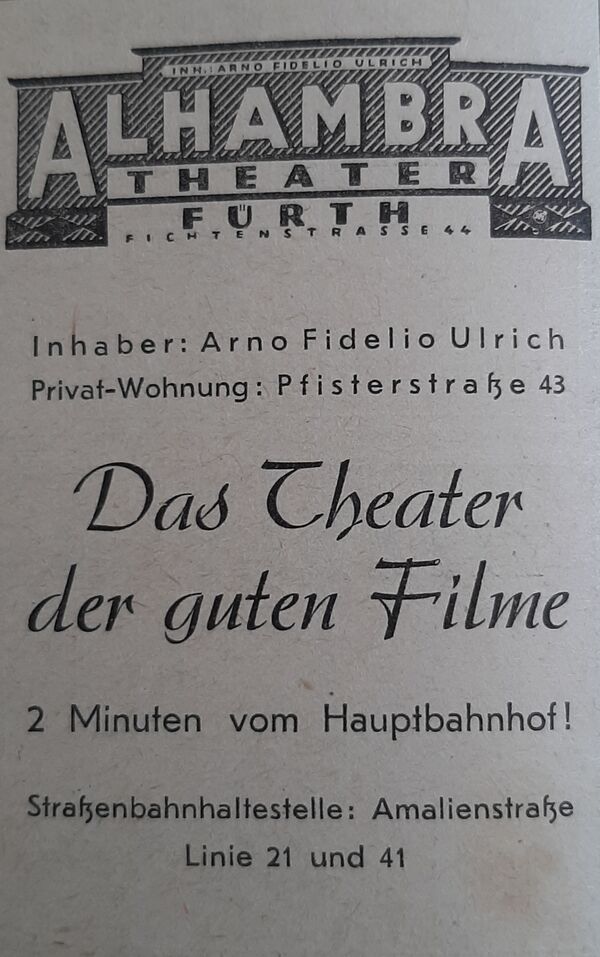 INH.: ARNO FIDELIO ULRICH
ALHAMBRA
THEATER
FÜRTH
FICHTENSTRASSE 44
Inhaber: Arno Fidelio Ulrich
Privat-Wohnung: Pfisterstraße 43
Das Theater
der guten Filme
2 Minuten vom Hauptbahnhof!
Straßenbahnhaltestelle: Amalienstraße
Linie 21 und 41